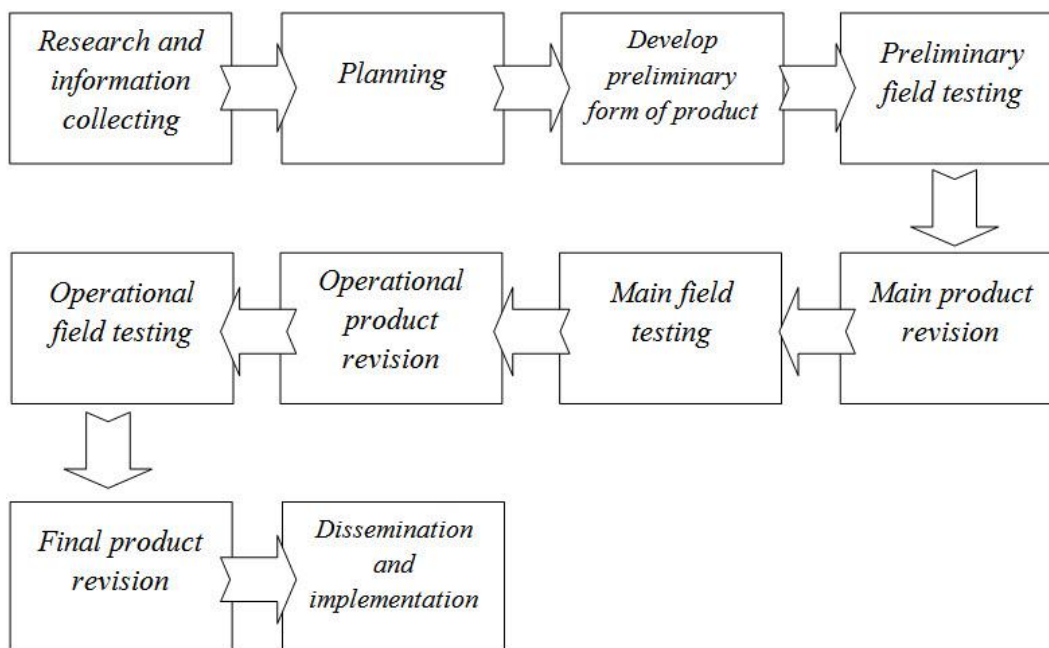 Research and
information
collecting
Planning
Develop
preliminary
form of product
Preliminary
field testing
Main product
revision
Main field
testing
Operational
product
revision
Operational
field testing
Final product
revision
Dissemination
and
implementation